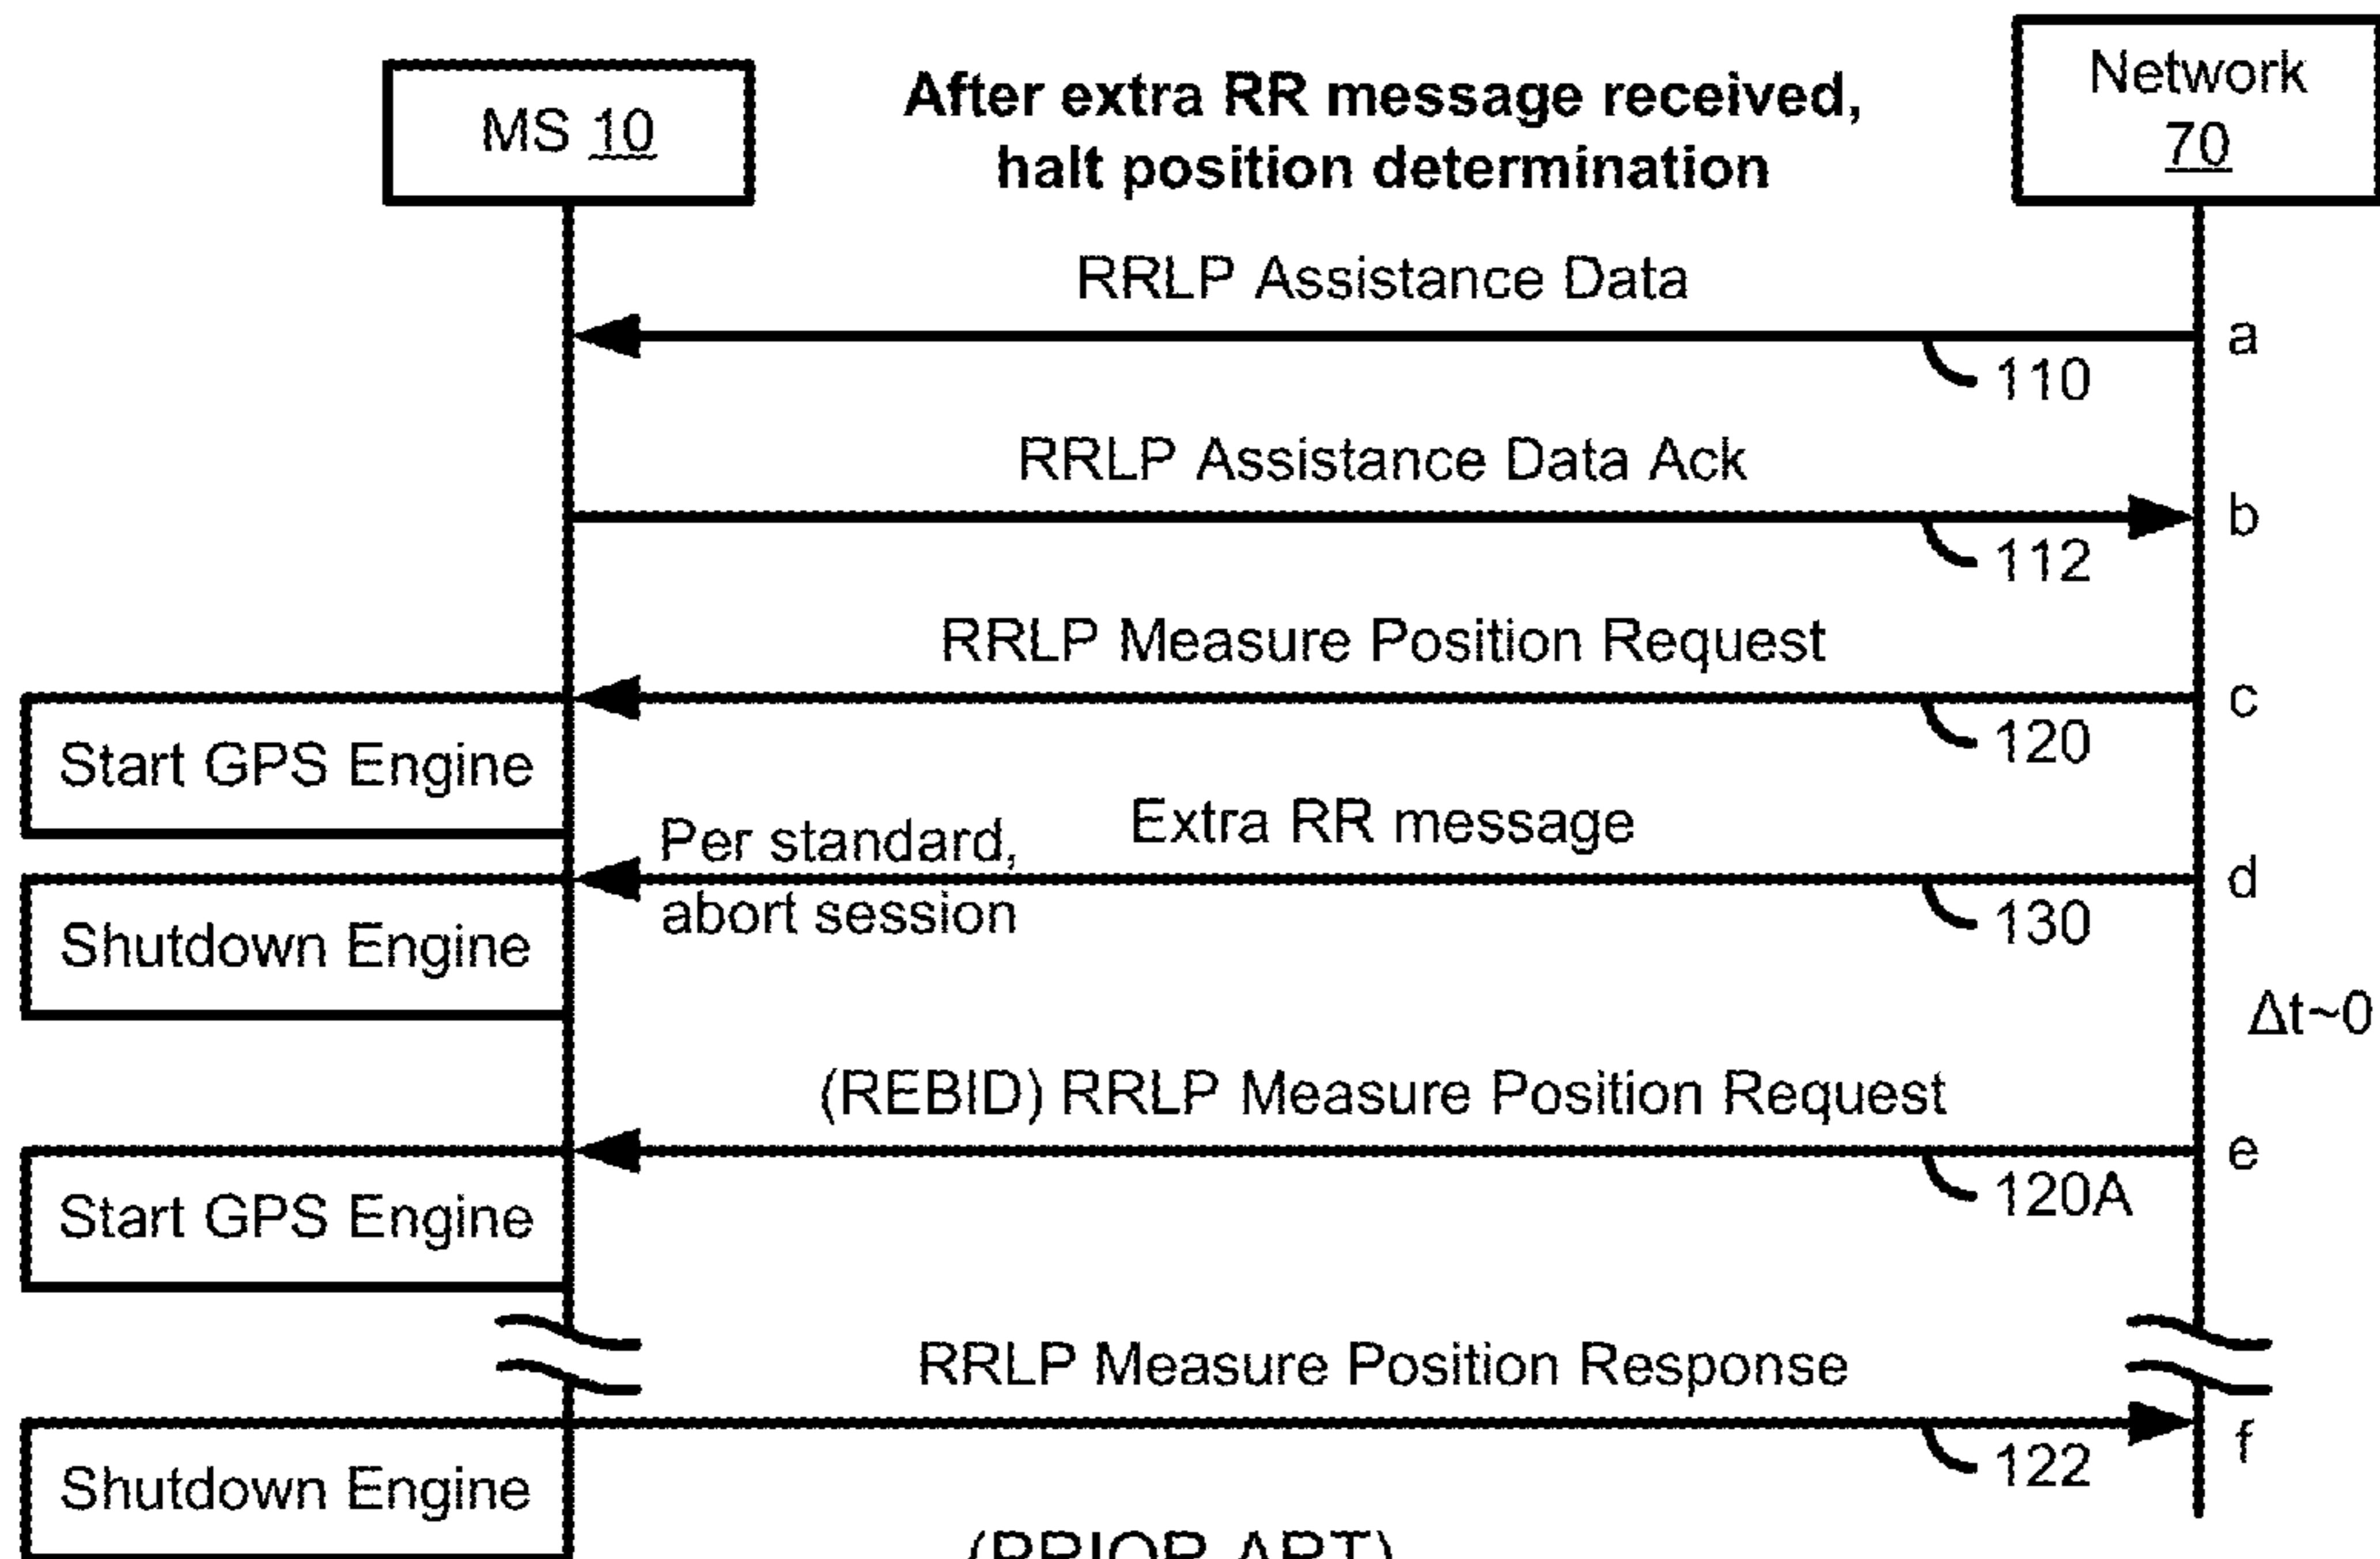 MS 10
After extra RR message received,
halt position determination
Network
70
RRLP Assistance Data
a
110
RRLP Assistance Data Ack
b
112
RRLP Measure Position Request
c
120
Start GPS Engine
Extra RR message
Per standard,
abort session
d
130
Shutdown Engine
Δt~0
(REBID) RRLP Measure Position Request
e
120A
Start GPS Engine
RRLP Measure Position Response
f
122
Shutdown Engine
(PRIOR ART)